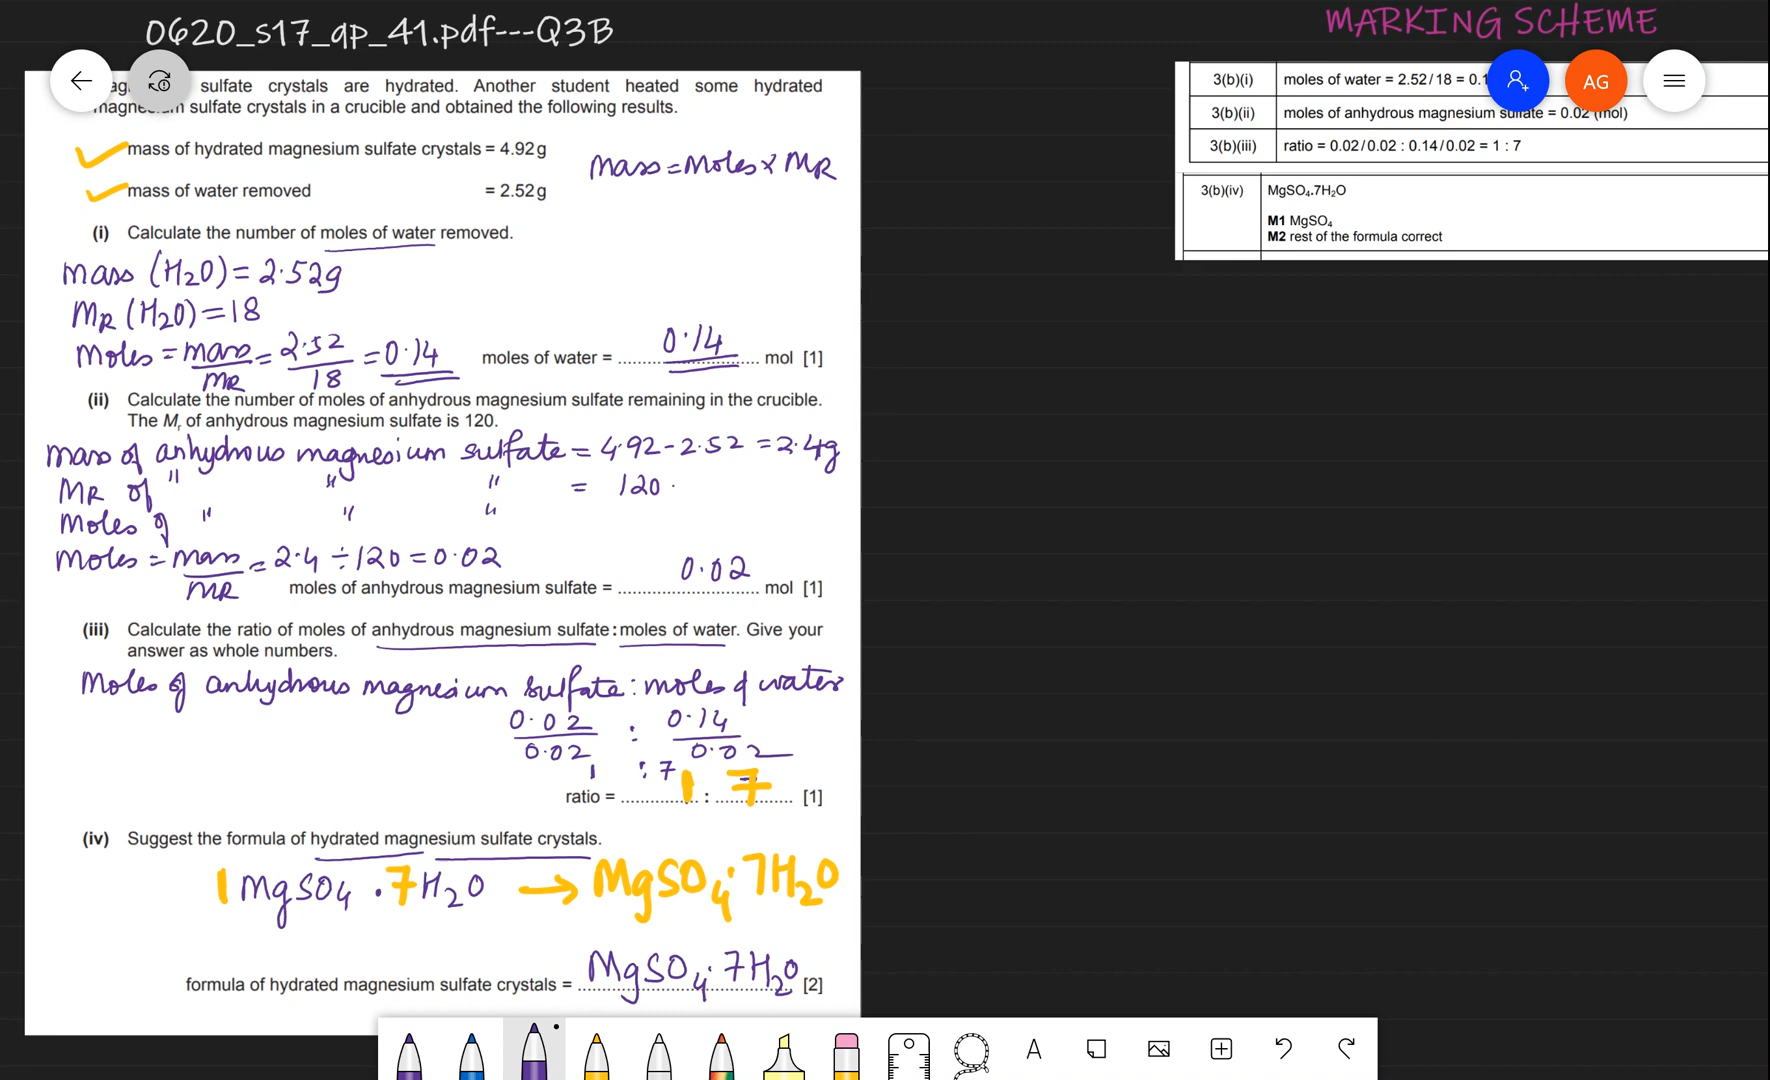 0620_s17_qp_41.pdf---Q3B
MARKING SCHEME
sulfate crystals are hydrated. Another student heated some hydrated
sulfate crystals in a crucible and obtained the following results.
mass of hydrated magnesium sulfate crystals = 4.92g
mass = moles × MR
mass of water removed = 2.52g
(i) Calculate the number of moles of water removed.
mass (H2O) = 2.52g
MR (H2O) = 18
moles = mass/MR = 2.52/18 = 0.14
moles of water = 0.14 mol [1]
(ii) Calculate the number of moles of anhydrous magnesium sulfate remaining in the crucible.
The Mr of anhydrous magnesium sulfate is 120.
mass of anhydrous magnesium sulfate = 4.92 - 2.52 = 2.4g
MR of " " " = 120.
moles of " " "
moles = mass/MR = 2.4 ÷ 120 = 0.02
moles of anhydrous magnesium sulfate = 0.02 mol [1]
(iii) Calculate the ratio of moles of anhydrous magnesium sulfate : moles of water. Give your
answer as whole numbers.
Moles of anhydrous magnesium sulfate : moles of water
0.02/0.02 : 0.14/0.02
1 : 7
ratio = 1 : 7 [1]
(iv) Suggest the formula of hydrated magnesium sulfate crystals.
1MgSO4 . 7H2O → MgSO4.7H2O
formula of hydrated magnesium sulfate crystals = MgSO4.7H2O [2]
3(b)(i) moles of water = 2.52/18 =
AG
3(b)(ii) moles of anhydrous magnesium sulfate = 0.02 (mol)
3(b)(iii) ratio = 0.02/0.02 : 0.14/0.02 = 1 : 7
3(b)(iv) MgSO4.7H2O
M1 MgSO4
M2 rest of the formula correct
A